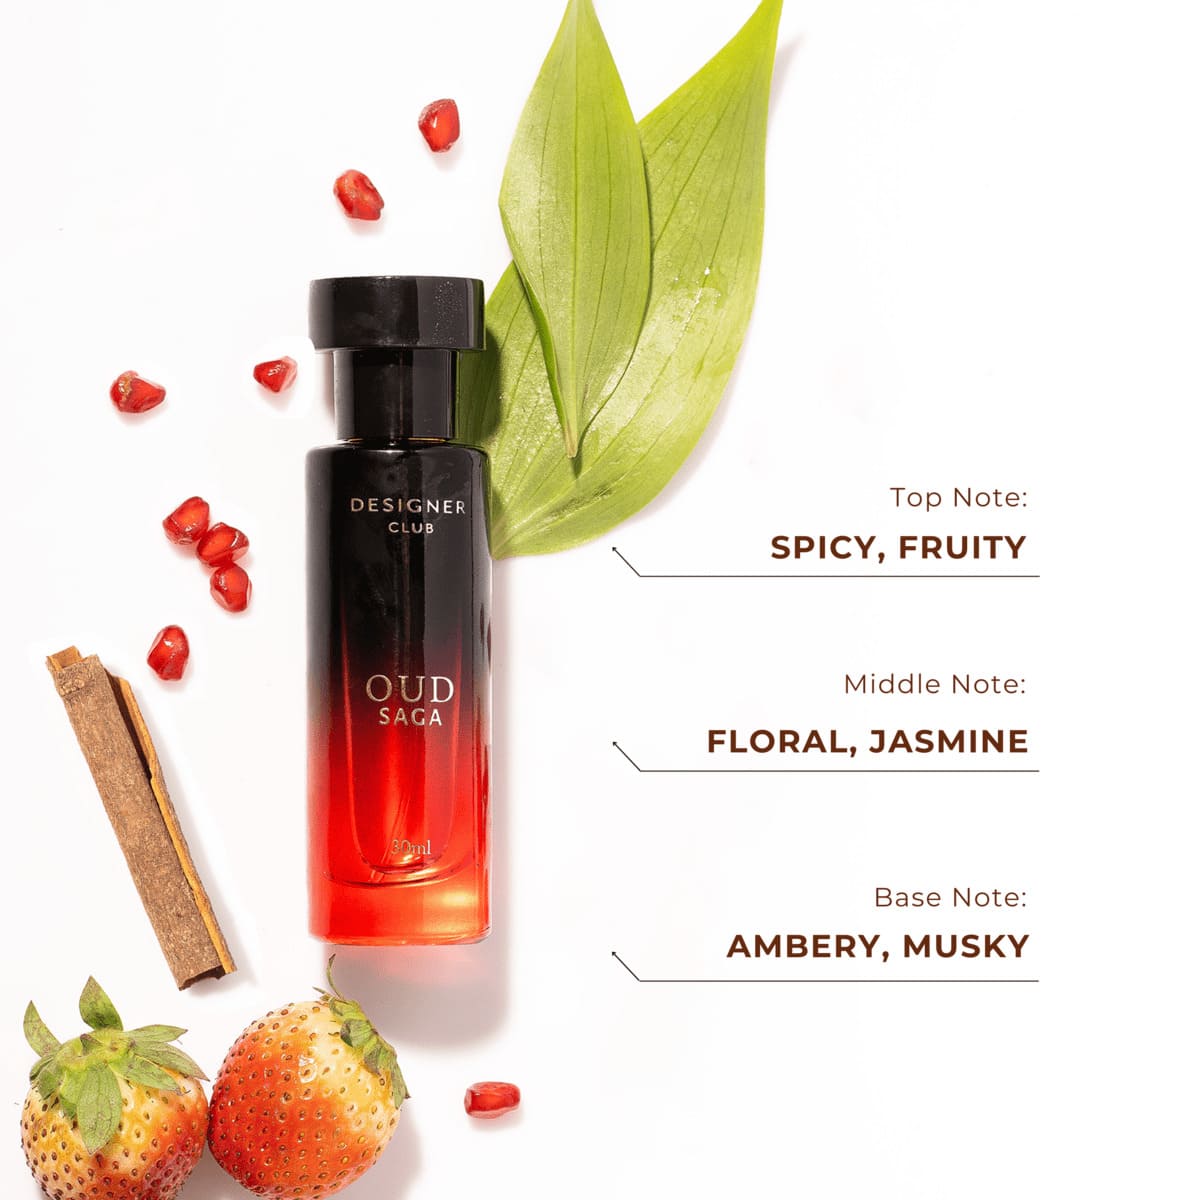 DESIGNER
CLUB
OUD
SAGA
30ml
Top Note:
SPICY, FRUITY
Middle Note:
FLORAL, JASMINE
Base Note:
AMBERY, MUSKY